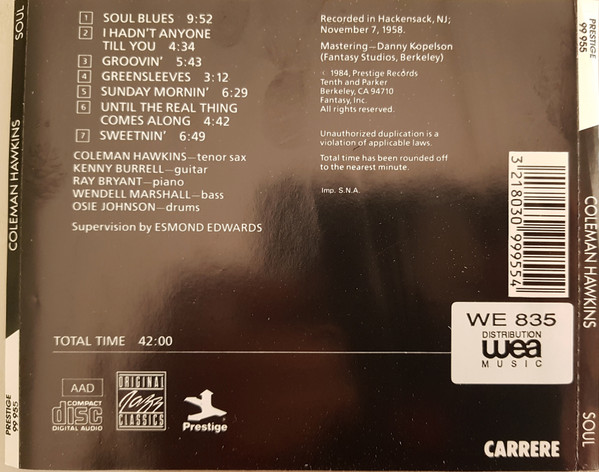 1 SOUL BLUES 9:52
2 I HADN'T ANYONE
TILL YOU 4:34
3 GROOVIN' 5:43
4 GREENSLEEVES 3:12
5 SUNDAY MORNIN' 6:29
6 UNTIL THE REAL THING
COMES ALONG 4:42
7 SWEETNIN' 6:49
COLEMAN HAWKINS—tenor sax
KENNY BURRELL—guitar
RAY BRYANT—piano
WENDELL MARSHALL—bass
OSIE JOHNSON—drums
Supervision by ESMOND EDWARDS
Recorded in Hackensack, NJ;
November 7, 1958.
Mastering—Danny Kopelson
(Fantasy Studios, Berkeley)
© 1984, Prestige Records
Tenth and Parker
Berkeley, CA 94710
Fantasy, Inc.
All rights reserved.
Unauthorized duplication is a
violation of applicable laws.
Total time has been rounded off
to the nearest minute.
Imp. S.N.A.
3 218030 999554
WE 835
DISTRIBUTION
wea
MUSIC
TOTAL TIME 42:00
AAD
COMPACT
disc
DIGITAL AUDIO
ORIGINAL
Jazz
CLASSICS
Prestige
CARRERE
SOUL
COLEMAN HAWKINS
PRESTIGE
99 955
PRESTIGE
99 955
COLEMAN HAWKINS
SOUL